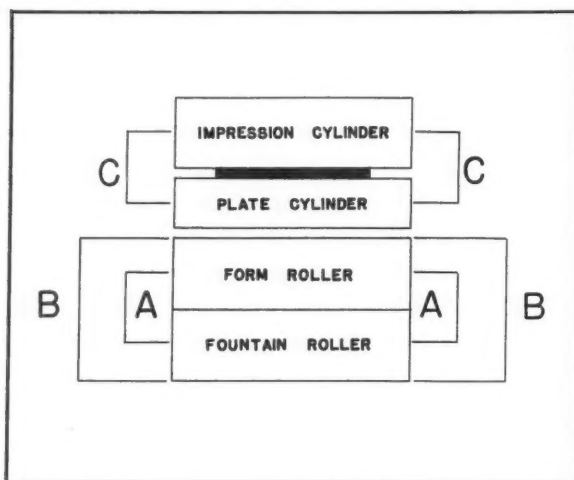 IMPRESSION CYLINDER
C C
PLATE CYLINDER
FORM ROLLER
B A A B
FOUNTAIN ROLLER